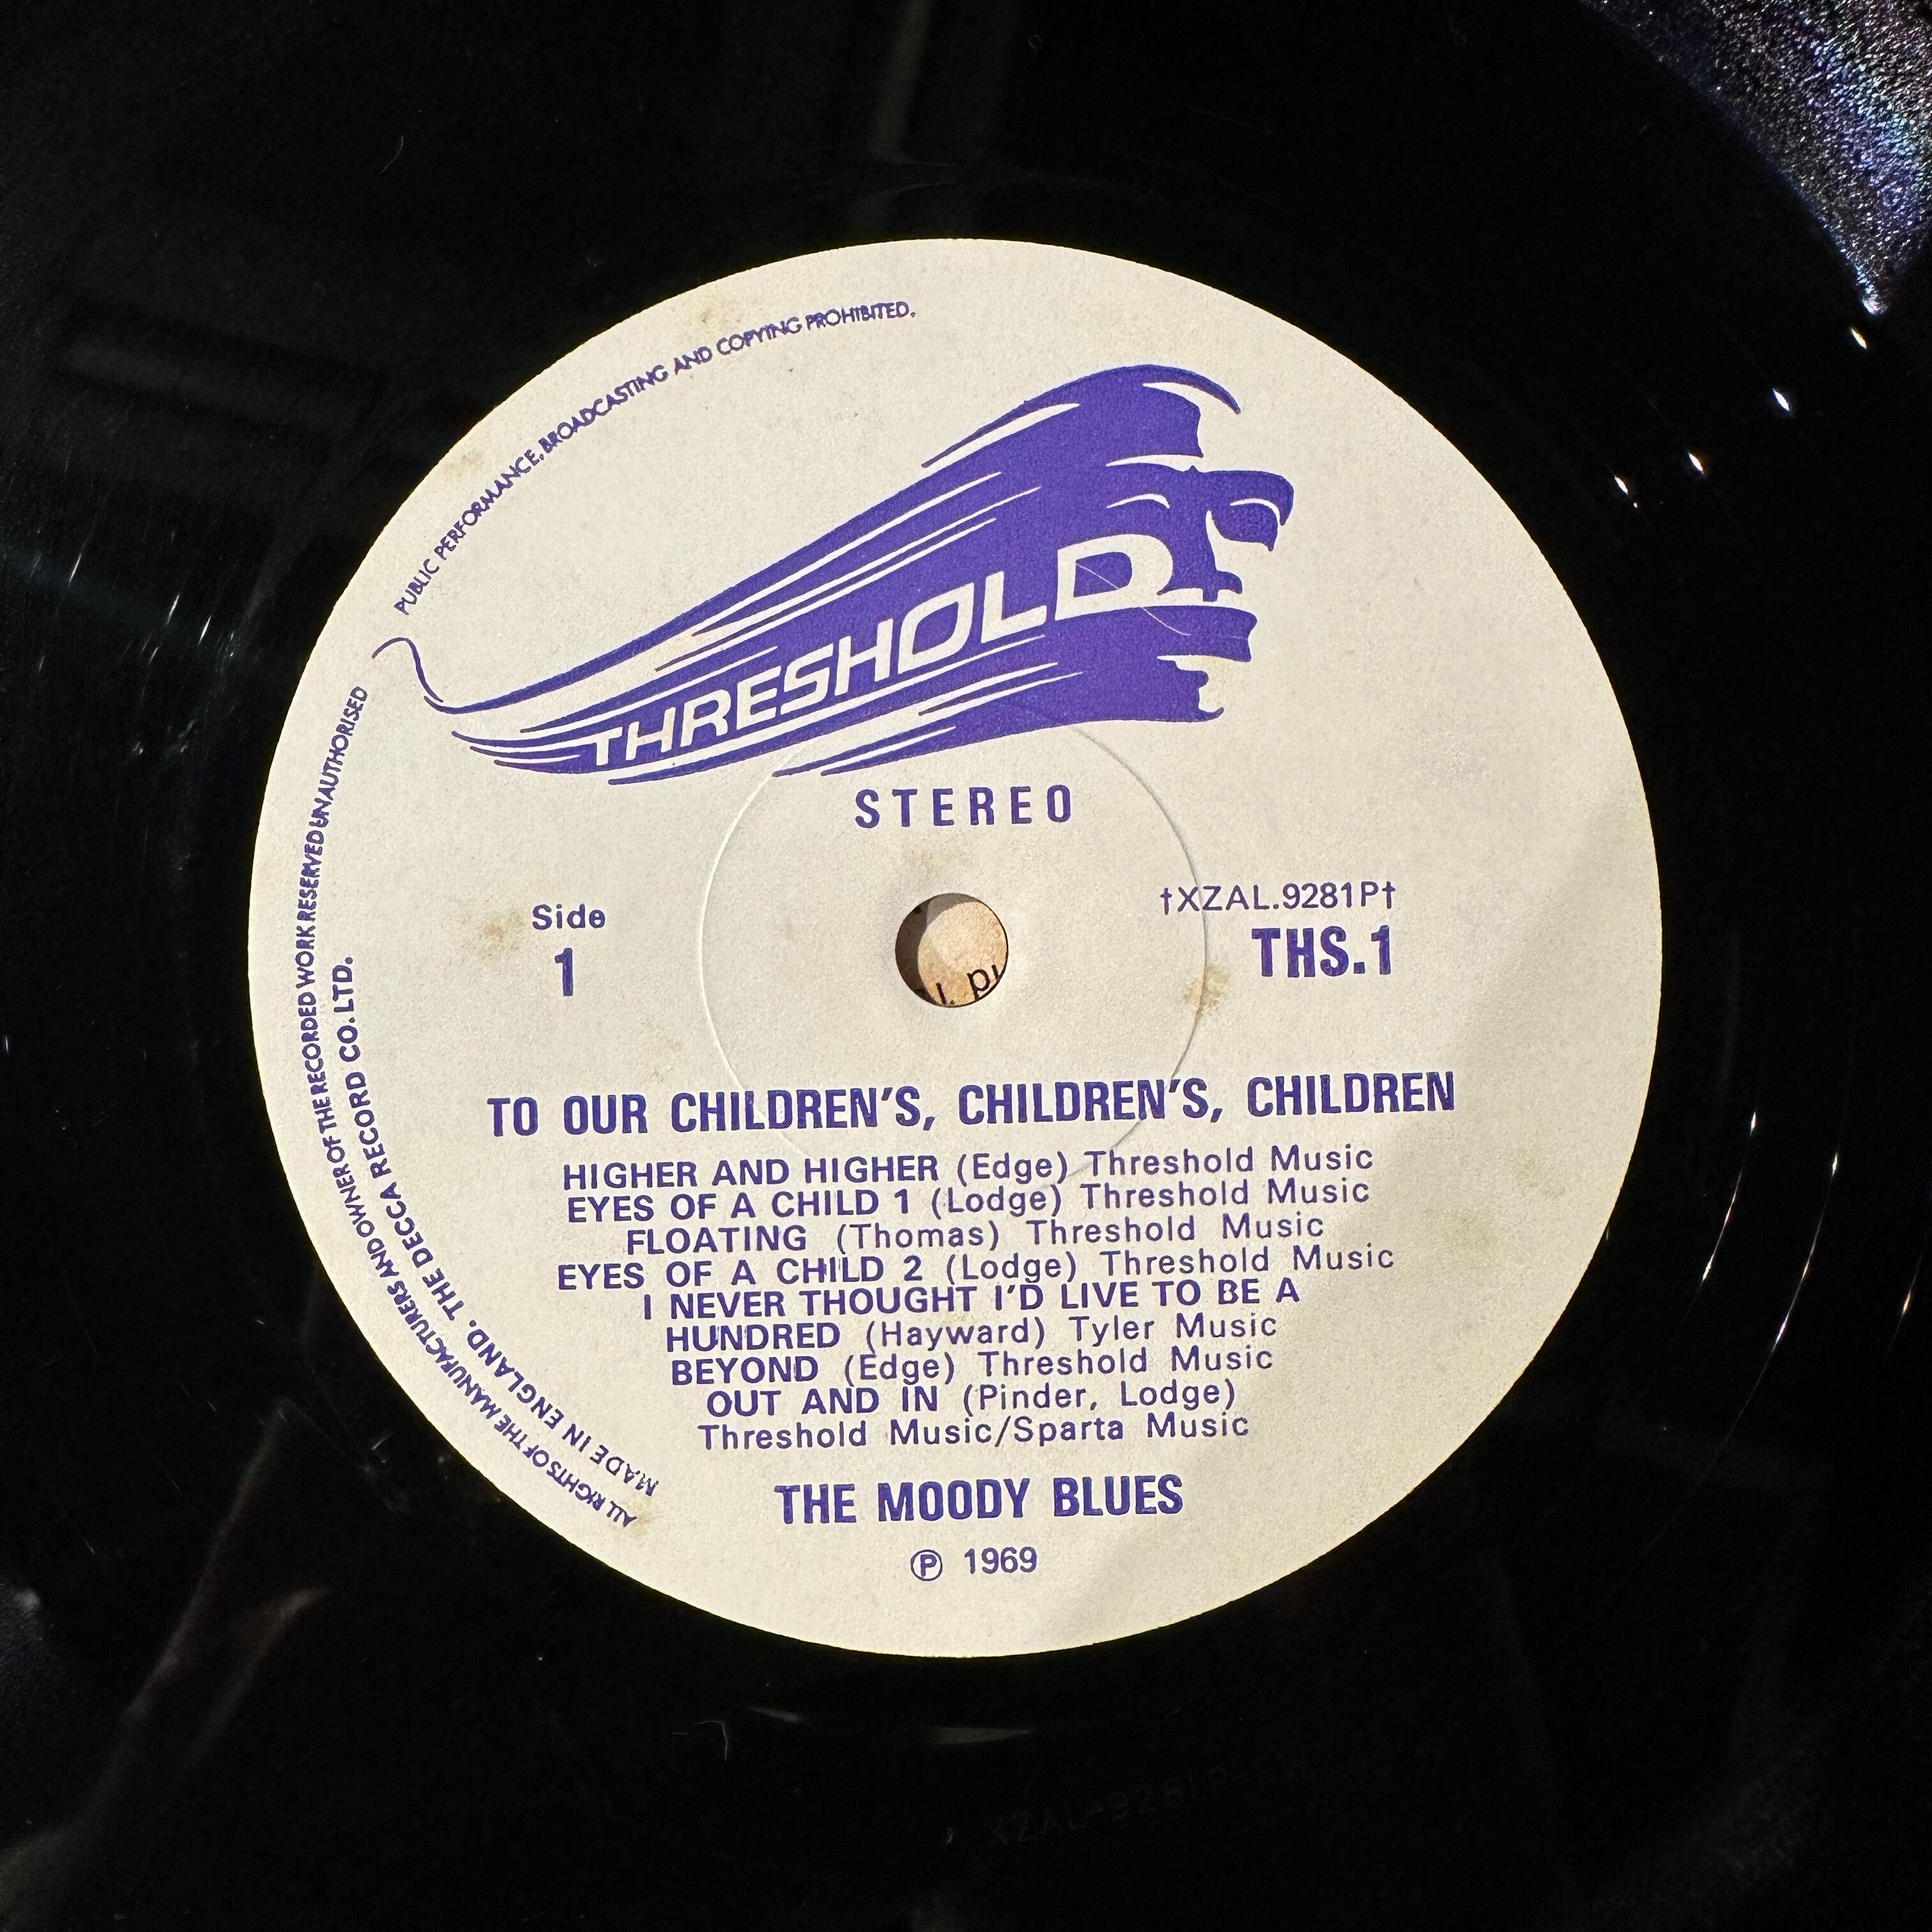 PUBLIC PERFORMANCE, BROADCASTING AND COPYING PROHIBITED.
ALL RIGHTS OF THE MANUFACTURERS AND OWNER OF THE RECORDED WORK RESERVED UNAUTHORISED
MADE IN ENGLAND. THE DECCA RECORD CO. LTD.
THRESHOLD
STEREO
Side
1
†XZAL.9281P†
THS.1
TO OUR CHILDREN'S, CHILDREN'S, CHILDREN
HIGHER AND HIGHER (Edge) Threshold Music
EYES OF A CHILD 1 (Lodge) Threshold Music
FLOATING (Thomas) Threshold Music
EYES OF A CHILD 2 (Lodge) Threshold Music
I NEVER THOUGHT I'D LIVE TO BE A
HUNDRED (Hayward) Tyler Music
BEYOND (Edge) Threshold Music
OUT AND IN (Pinder, Lodge)
Threshold Music/Sparta Music
THE MOODY BLUES
Ⓟ 1969